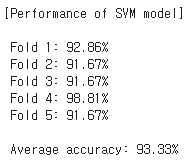 [Performance of SVM model]
Fold 1: 92.86%
Fold 2: 91.67%
Fold 3: 91.67%
Fold 4: 98.81%
Fold 5: 91.67%
Average accuracy: 93.33%